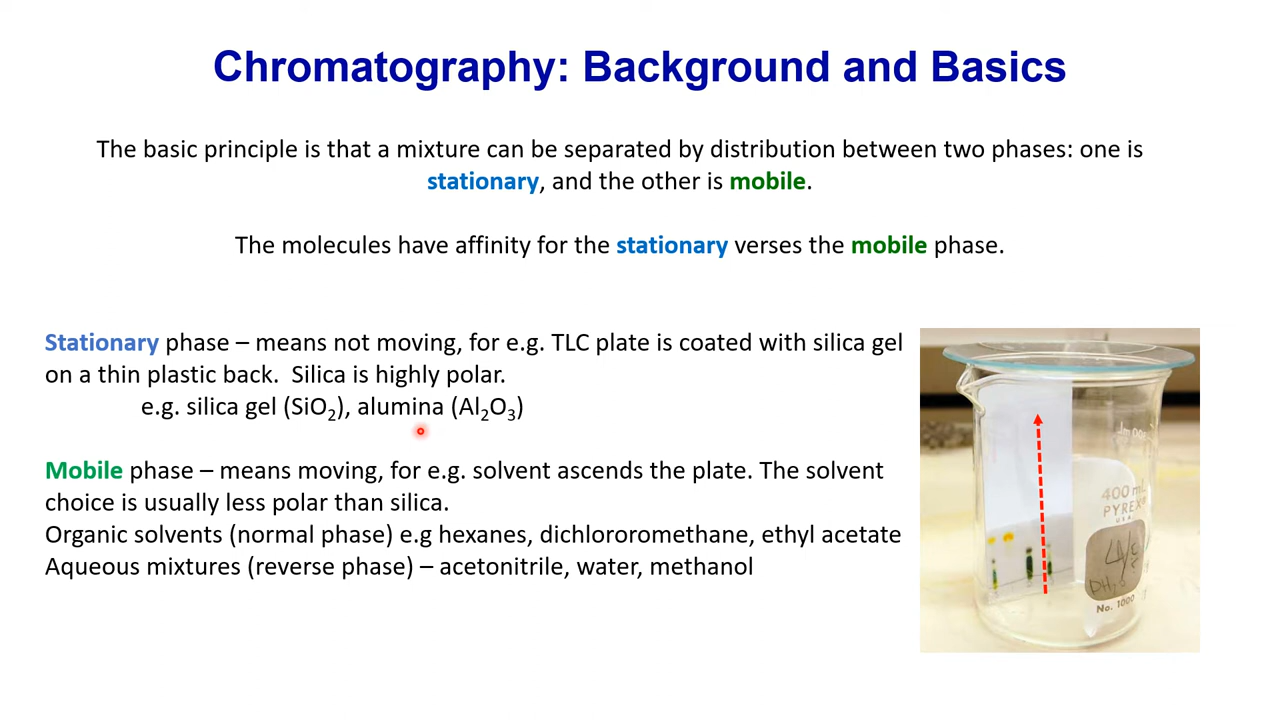 Chromatography: Background and Basics
The basic principle is that a mixture can be separated by distribution between two phases: one is
stationary, and the other is mobile.
The molecules have affinity for the stationary verses the mobile phase.
Stationary phase – means not moving, for e.g. TLC plate is coated with silica gel
on a thin plastic back.  Silica is highly polar.
e.g. silica gel (SiO₂), alumina (Al₂O₃)
Mobile phase – means moving, for e.g. solvent ascends the plate. The solvent
choice is usually less polar than silica.
Organic solvents (normal phase) e.g hexanes, dichlororomethane, ethyl acetate
Aqueous mixtures (reverse phase) – acetonitrile, water, methanol
400 mL
PYREX®
U.S.A.
No. 1000